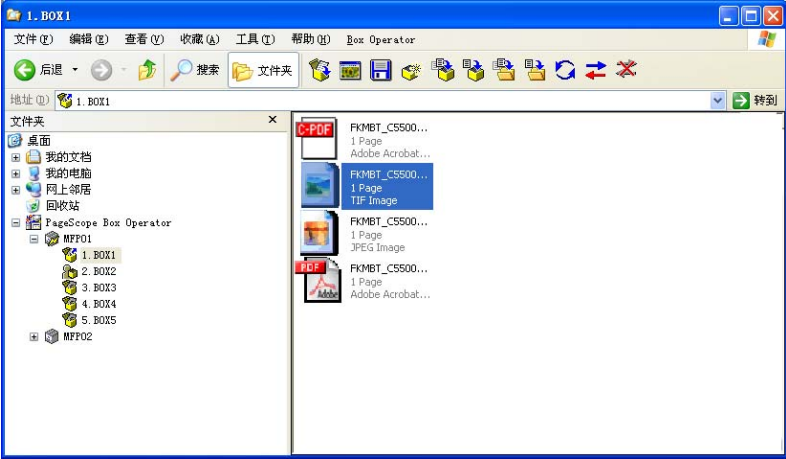 1. BOX1
文件(F) 编辑(E) 查看(V) 收藏(A) 工具(T) 帮助(H) Box Operator
后退 搜索 文件夹
地址(D) 1. BOX1 转到
文件夹 ×
桌面
我的文档
我的电脑
网上邻居
回收站
PageScope Box Operator
MFP01
1. BOX1
2. BOX2
3. BOX3
4. BOX4
5. BOX5
MFP02
C-PDF
FKMBT_C5500...
1 Page
Adobe Acrobat...
FKMBT_C5500...
1 Page
TIF Image
FKMBT_C5500...
1 Page
JPEG Image
PDF
Adobe
FKMBT_C5500...
1 Page
Adobe Acrobat...